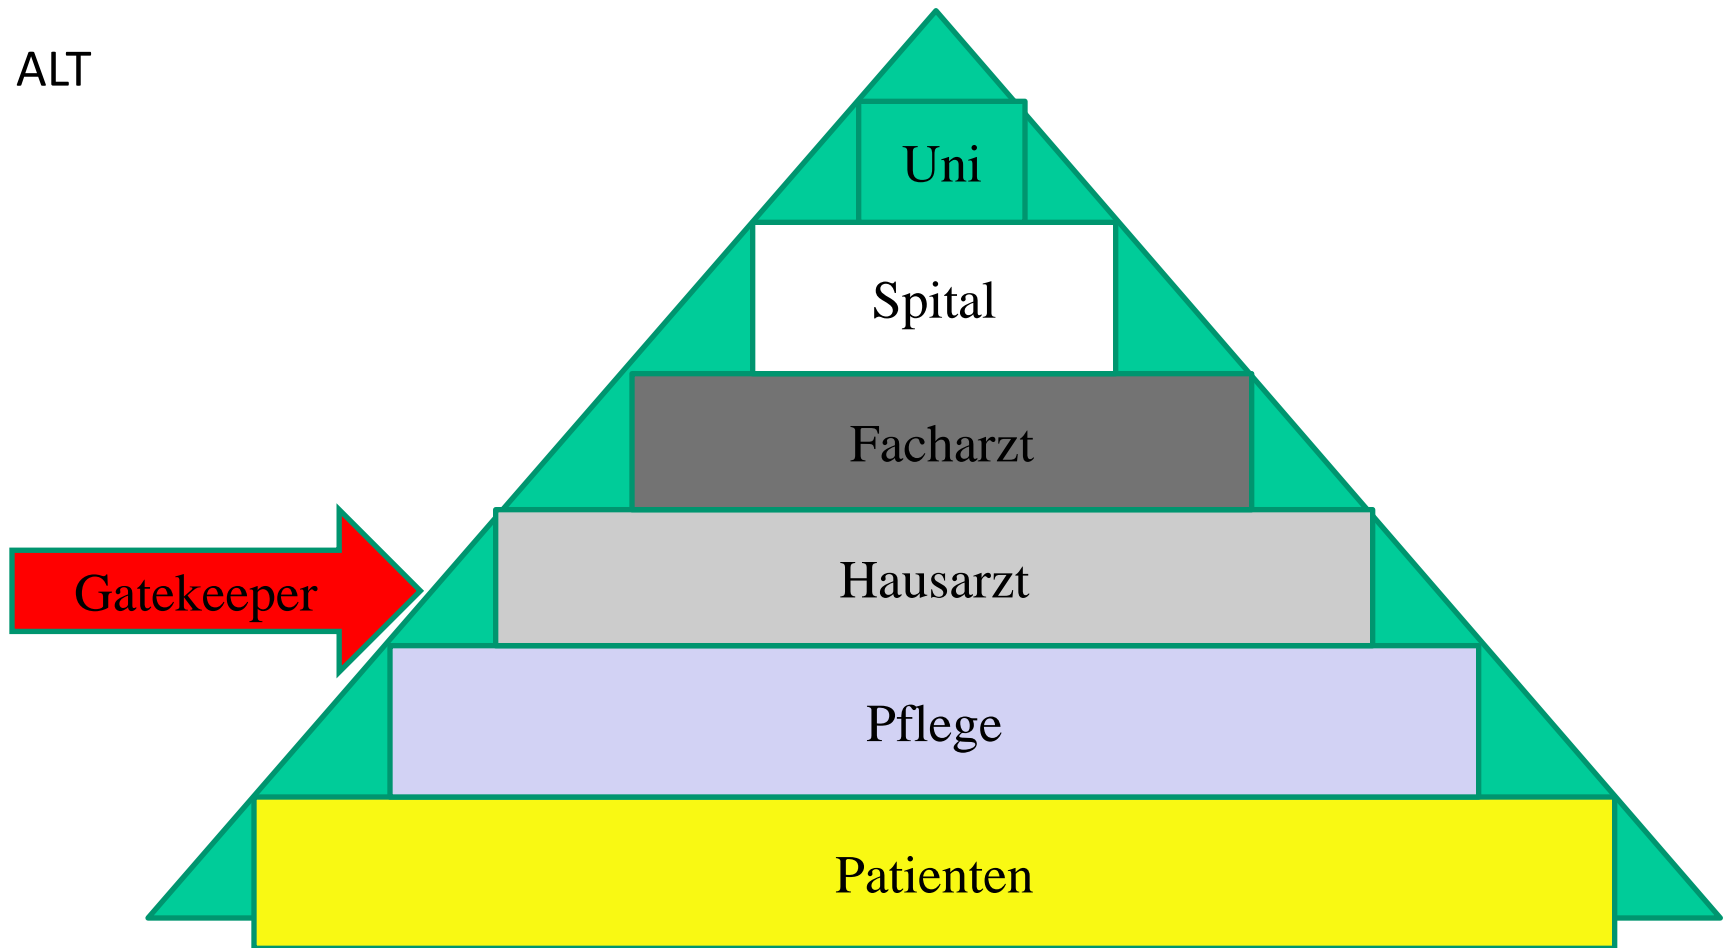 ALT
Uni
Spital
Facharzt
Hausarzt
Gatekeeper
Pflege
Patienten